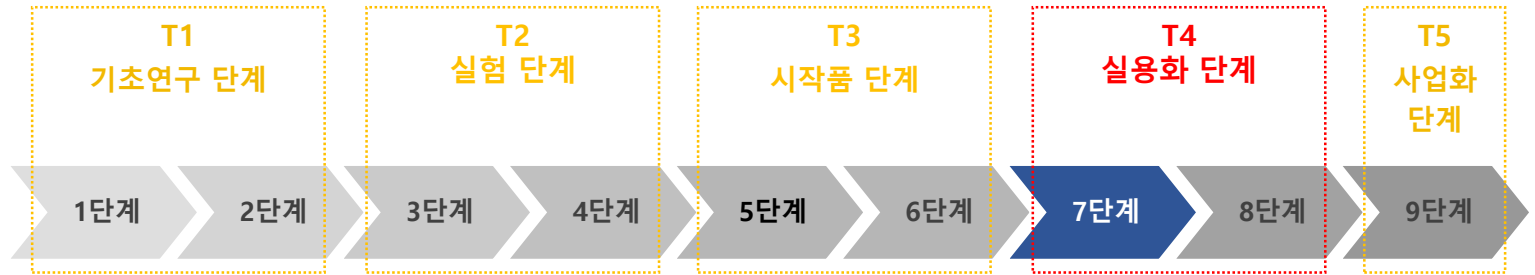 T1
기초연구 단계
T2
실험 단계
T3
시작품 단계
T4
실용화 단계
T5
사업화
단계
1단계
2단계
3단계
4단계
5단계
6단계
7단계
8단계
9단계